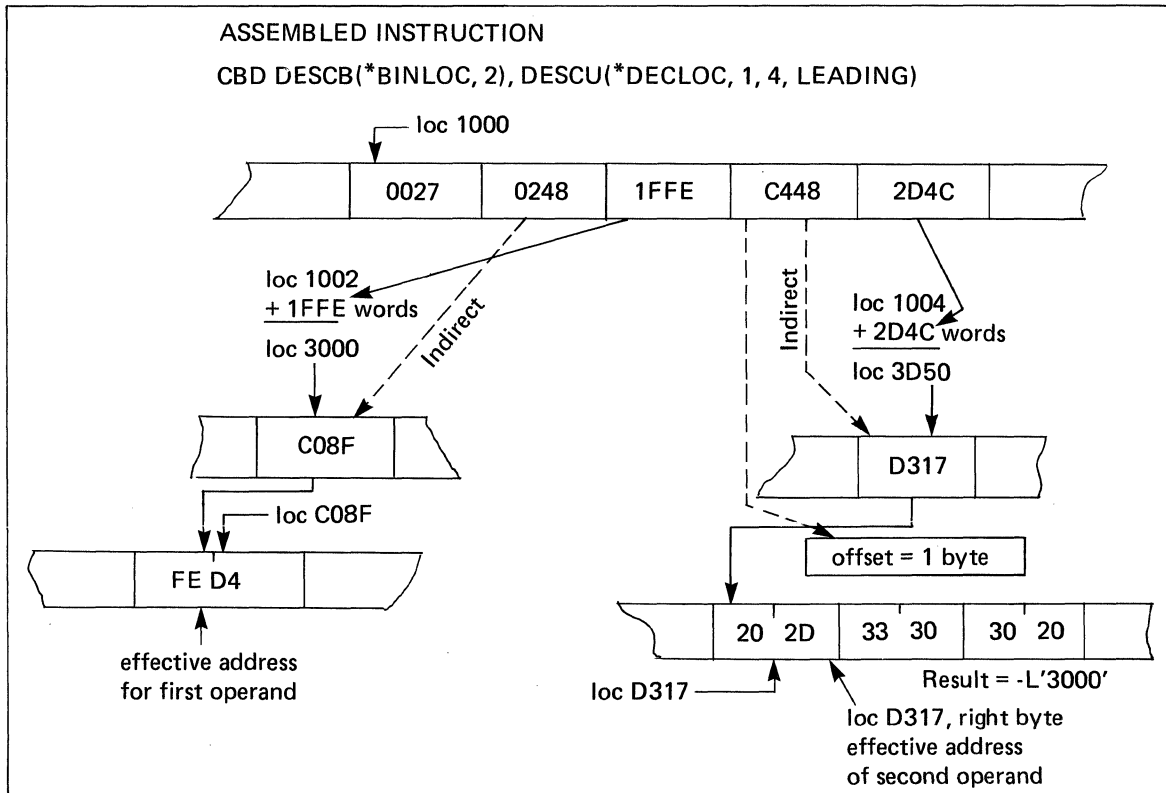 ASSEMBLED INSTRUCTION
CBD DESCB(*BINLOC, 2), DESCU(*DECLOC, 1, 4, LEADING)
loc 1000
0027 0248 1FFE C448 2D4C
loc 1002
+ 1FFE words
loc 3000
Indirect
Indirect
loc 1004
+ 2D4C words
loc 3D50
C08F
D317
loc C08F
offset = 1 byte
FE D4
20 2D 33 30 30 20
effective address
for first operand
loc D317
Result = -L'3000'
loc D317, right byte
effective address
of second operand